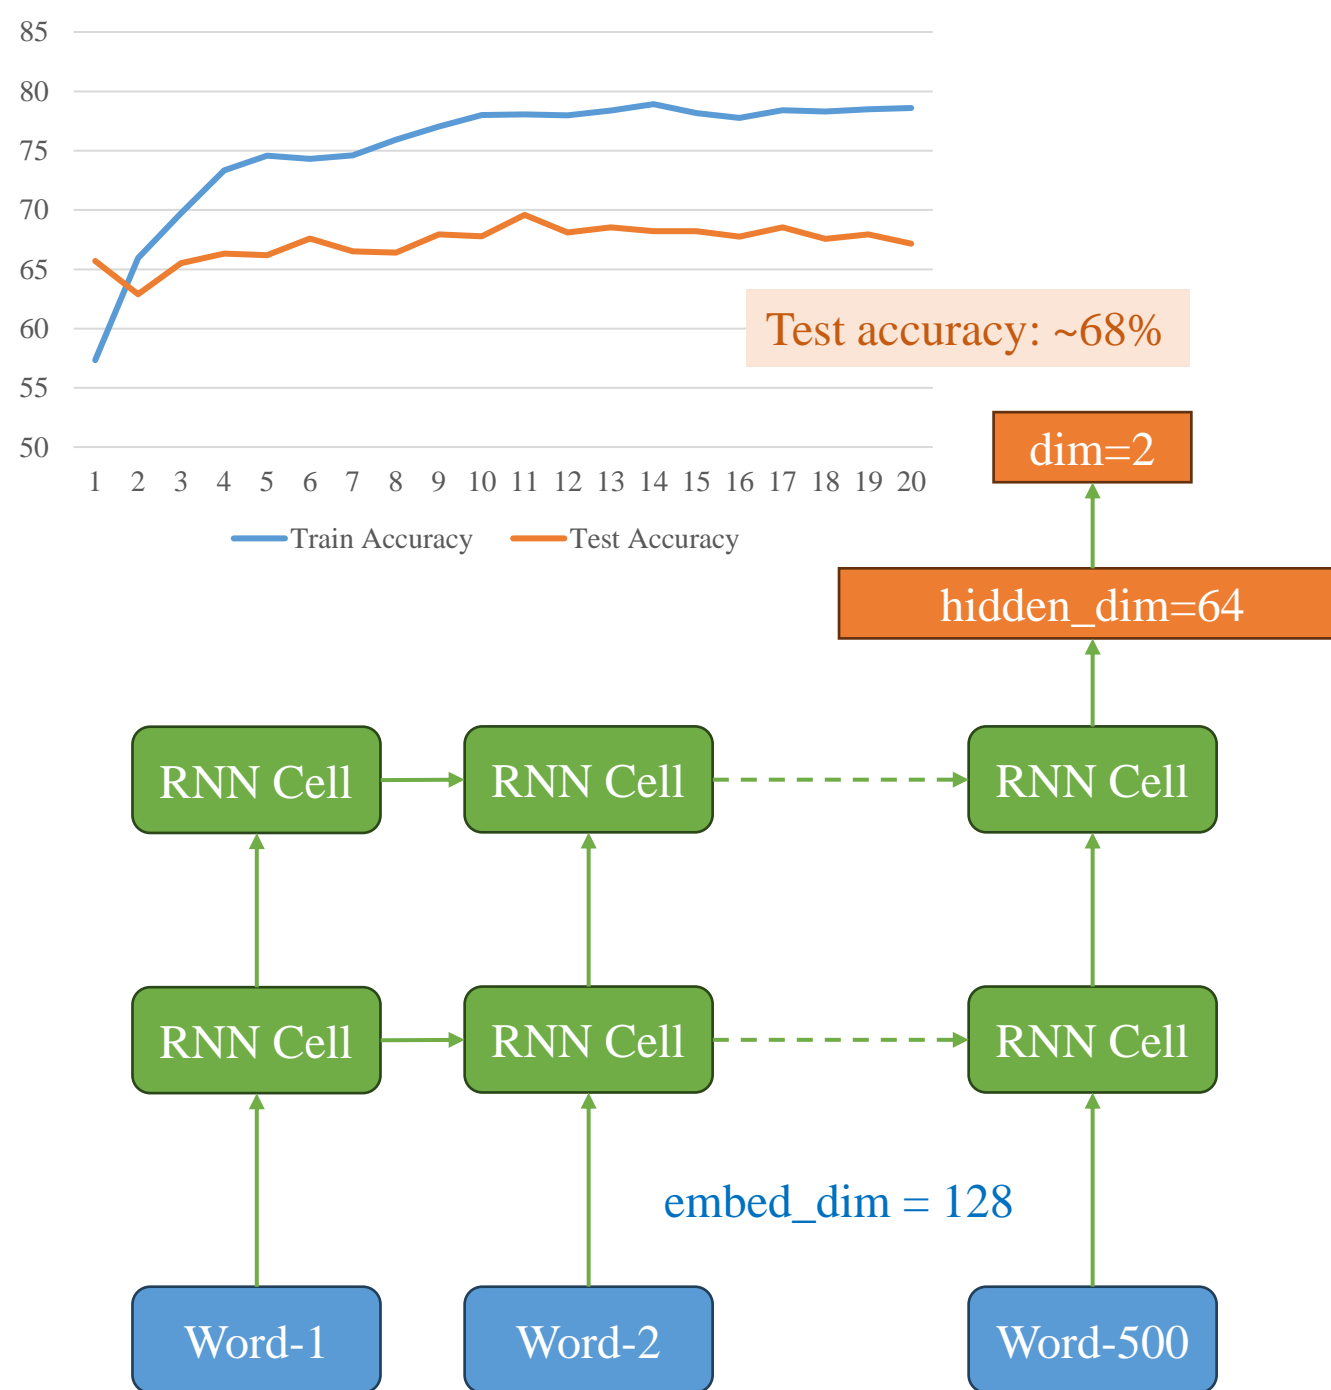 85
80
75
70
65
60
55
50
1 2 3 4 5 6 7 8 9 10 11 12 13 14 15 16 17 18 19 20
Train Accuracy Test Accuracy
Test accuracy: ~68%
dim=2
hidden_dim=64
RNN Cell RNN Cell RNN Cell
RNN Cell RNN Cell RNN Cell
embed_dim = 128
Word-1 Word-2 Word-500